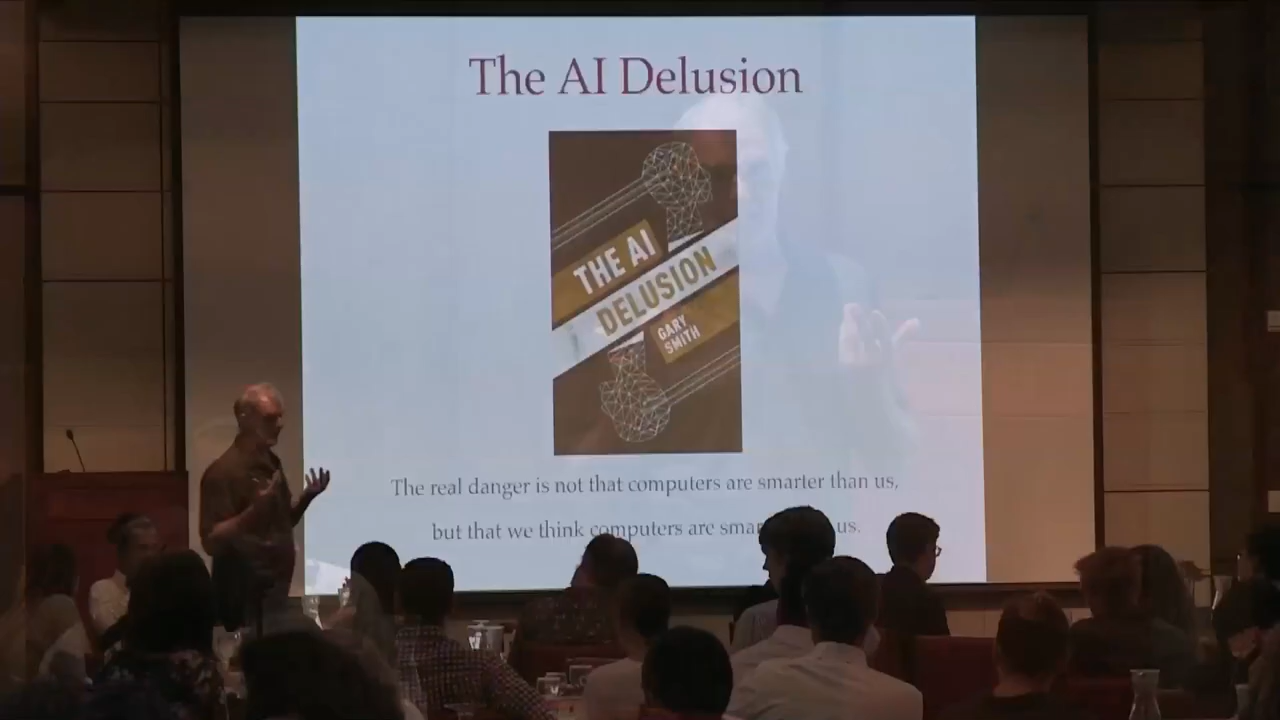 The AI Delusion
THE AI
DELUSION
GARY
SMITH
The real danger is not that computers are smarter than us,
but that we think computers are us.